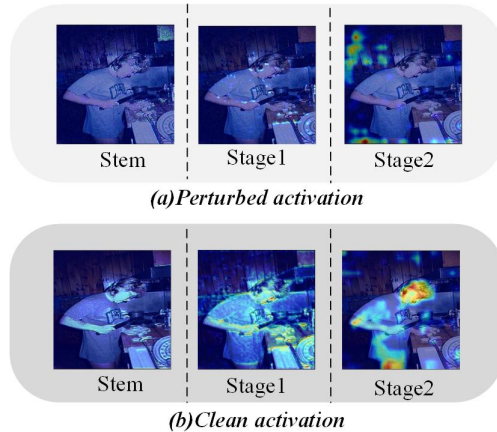 Stem Stage1 Stage2
(a)Perturbed activation
Stem Stage1 Stage2
(b)Clean activation